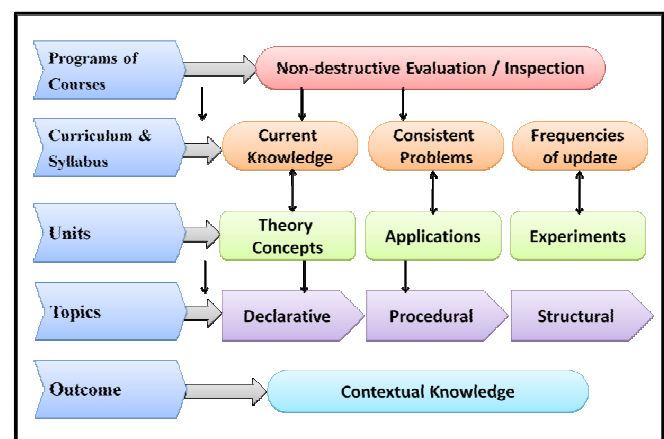 Programs of
Courses
Non-destructive Evaluation / Inspection
Curriculum &
Syllabus
Current
Knowledge
Consistent
Problems
Frequencies
of update
Units
Theory
Concepts
Applications
Experiments
Topics
Declarative
Procedural
Structural
Outcome
Contextual Knowledge